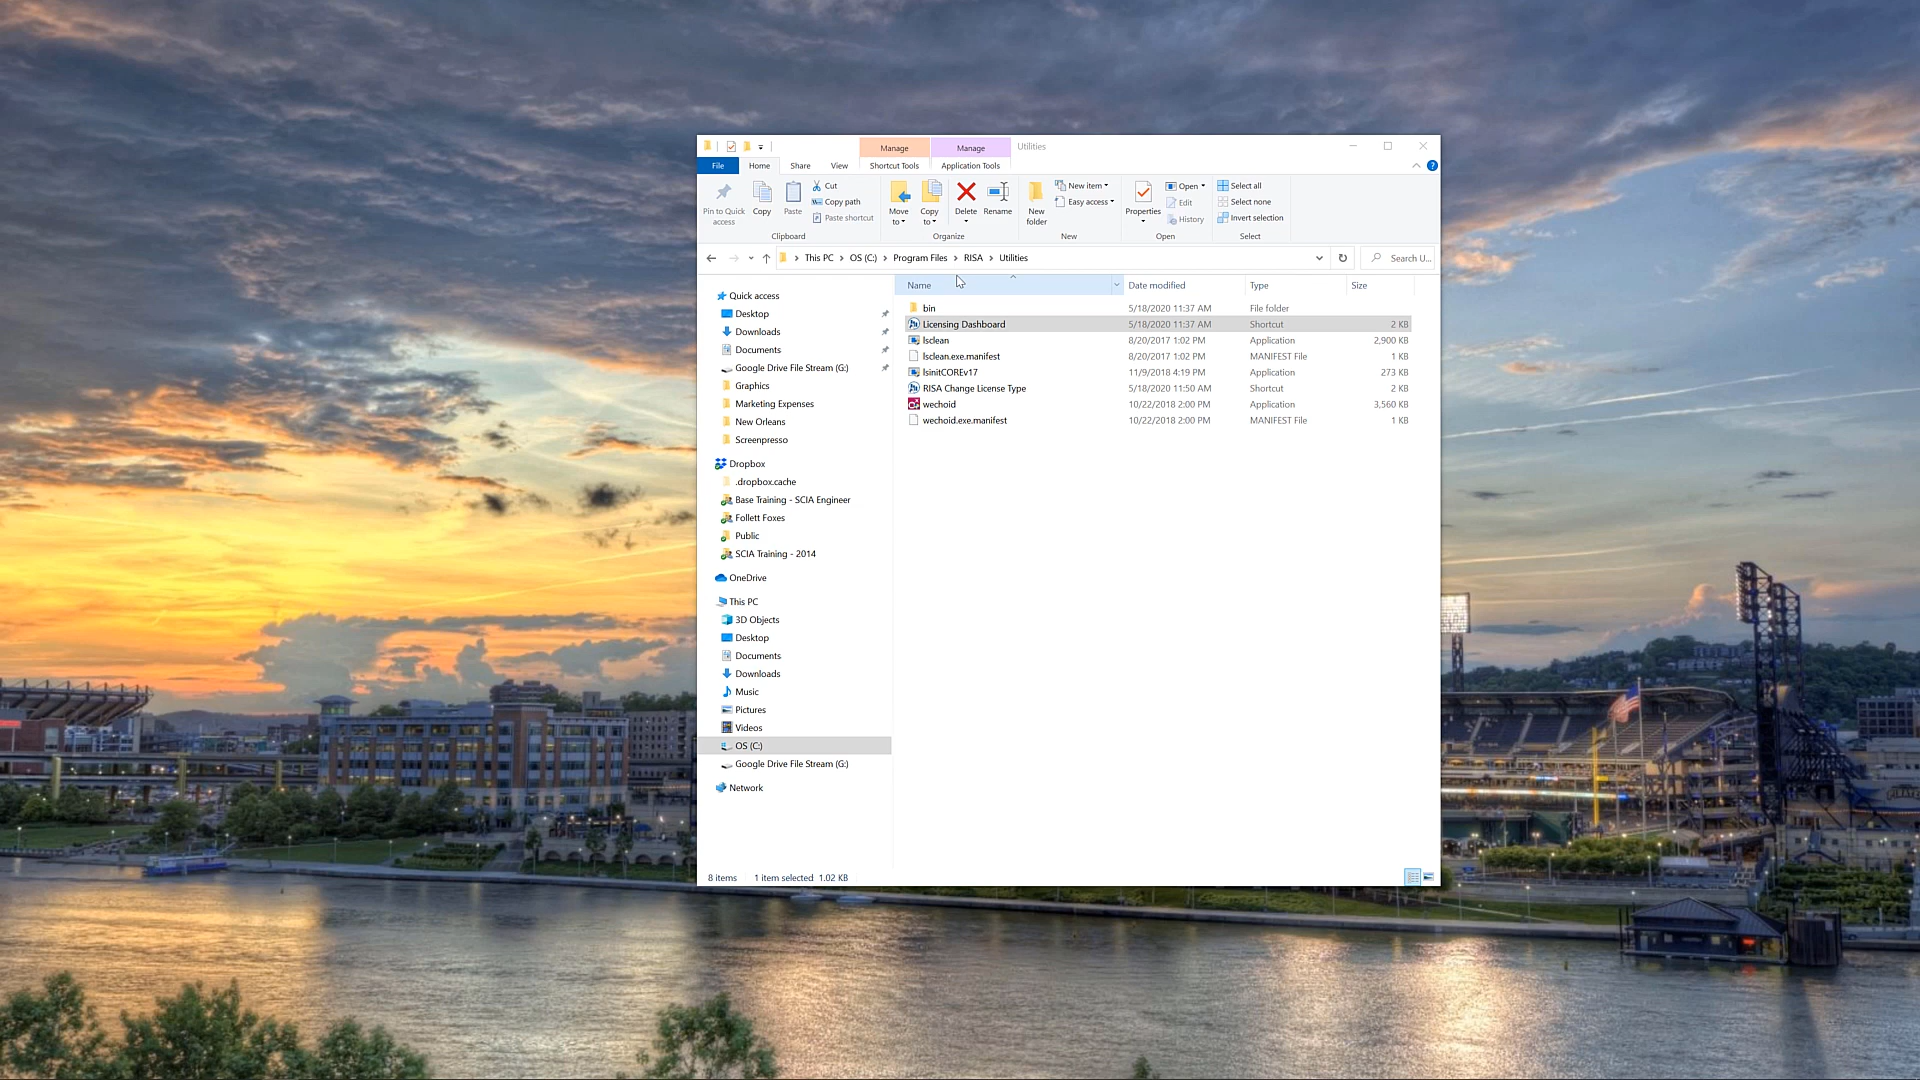 Manage Manage Utilities
File Home Share View Shortcut Tools Application Tools
Pin to Quick access
Copy
Paste
Cut
Copy path
Paste shortcut
Clipboard
Move to
Copy to
Delete
Rename
Organize
New folder
New item
Easy access
New
Properties
Open
Edit
History
Open
Select all
Select none
Invert selection
Select
This PC > OS (C:) > Program Files > RISA > Utilities
Search U...
Quick access
Desktop
Downloads
Documents
Google Drive File Stream (G:)
Graphics
Marketing Expenses
New Orleans
Screenpresso
Dropbox
.dropbox.cache
Base Training - SCIA Engineer
Follett Foxes
Public
SCIA Training - 2014
OneDrive
This PC
3D Objects
Desktop
Documents
Downloads
Music
Pictures
Videos
OS (C:)
Google Drive File Stream (G:)
Network
Name Date modified Type Size
bin 5/18/2020 11:37 AM File folder
Licensing Dashboard 5/18/2020 11:37 AM Shortcut 2 KB
lsclean 8/20/2017 1:02 PM Application 2,900 KB
lsclean.exe.manifest 8/20/2017 1:02 PM MANIFEST File 1 KB
lsinitCOREv17 11/9/2018 4:19 PM Application 273 KB
RISA Change License Type 5/18/2020 11:50 AM Shortcut 2 KB
wechoid 10/22/2018 2:00 PM Application 3,560 KB
wechoid.exe.manifest 10/22/2018 2:00 PM MANIFEST File 1 KB
8 items 1 item selected 1.02 KB